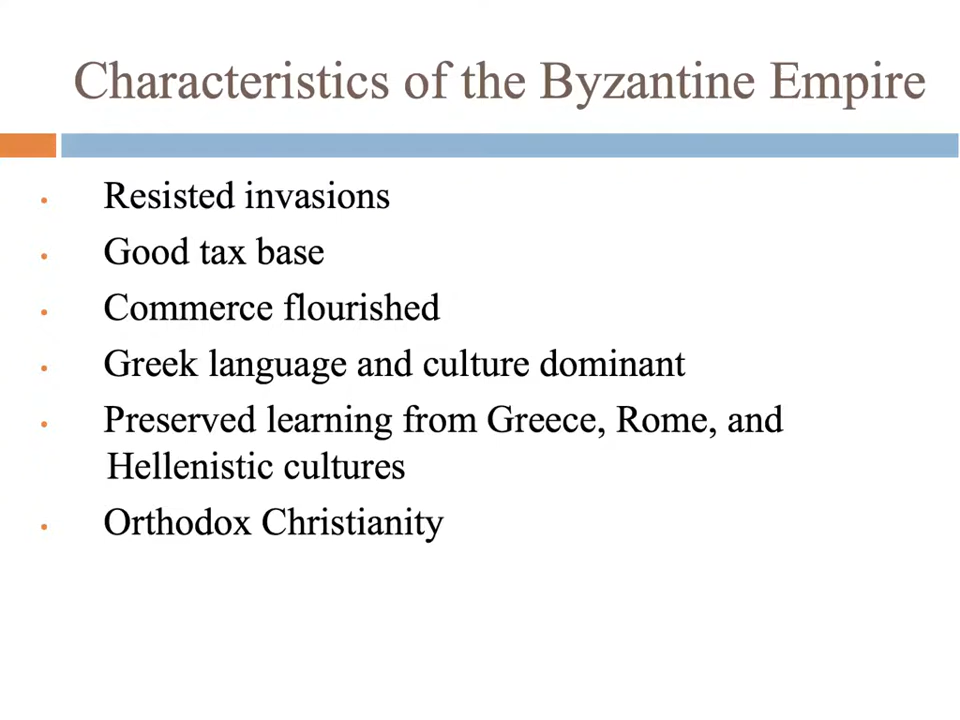 Characteristics of the Byzantine Empire
• Resisted invasions
• Good tax base
• Commerce flourished
• Greek language and culture dominant
• Preserved learning from Greece, Rome, and
Hellenistic cultures
• Orthodox Christianity